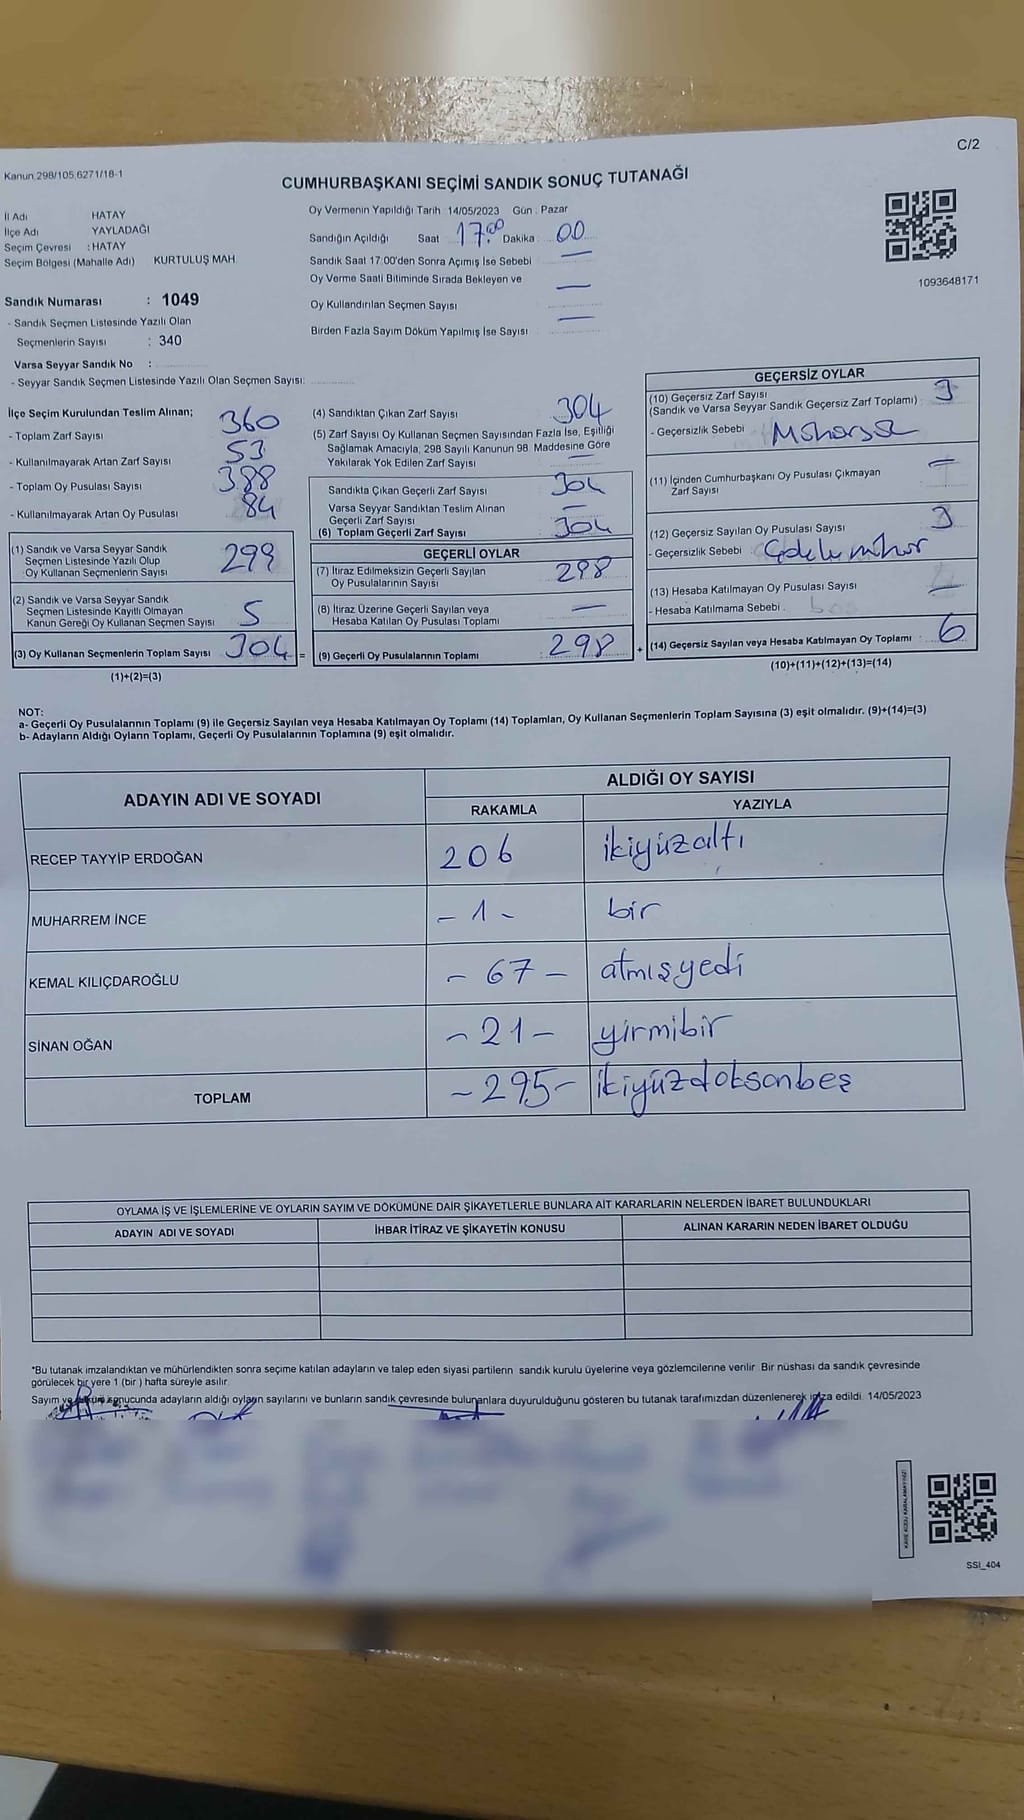 C/2
Kanun 298/105,6271/18-1
CUMHURBAŞKANI SEÇİMİ SANDIK SONUÇ TUTANAĞI
İl Adı HATAY
İlçe Adı YAYLADAĞI
Seçim Çevresi : HATAY
Seçim Bölgesi (Mahalle Adı) KURTULUŞ MAH.
Sandık Numarası : 1049
- Sandık Seçmen Listesinde Yazılı Olan
Seçmenlerin Sayısı : 340
Varsa Seyyar Sandık No :
- Seyyar Sandık Seçmen Listesinde Yazılı Olan Seçmen Sayısı:
Oy Vermenin Yapıldığı Tarih 14/05/2023 Gün : Pazar
Sandığın Açıldığı Saat 17.00 Dakika : 00
Sandık Saat 17:00'den Sonra Açımış İse Sebebi —
Oy Verme Saati Bitiminde Sırada Bekleyen ve
Oy Kullandırılan Seçmen Sayısı —
Birden Fazla Sayım Döküm Yapılmış İse Sayısı —
1093648171
İlçe Seçim Kurulundan Teslim Alınan;
- Toplam Zarf Sayısı 360
- Kullanılmayarak Artan Zarf Sayısı 53
- Toplam Oy Pusulası Sayısı 388
- Kullanılmayarak Artan Oy Pusulası 84
(1) Sandık ve Varsa Seyyar Sandık
Seçmen Listesinde Yazılı Olup
Oy Kullanan Seçmenlerin Sayısı 299
(2) Sandık ve Varsa Seyyar Sandık
Seçmen Listesinde Kayıtlı Olmayan
Kanun Gereği Oy Kullanan Seçmen Sayısı 5
(3) Oy Kullanan Seçmenlerin Toplam Sayısı 304 =
(1)+(2)=(3)
(4) Sandıktan Çıkan Zarf Sayısı 304
(5) Zarf Sayısı Oy Kullanan Seçmen Sayısından Fazla İse, Eşitliği
Sağlamak Amacıyla, 298 Sayılı Kanunun 98. Maddesine Göre
Yakılarak Yok Edilen Zarf Sayısı —
Sandıkta Çıkan Geçerli Zarf Sayısı 304
Varsa Seyyar Sandıktan Teslim Alınan
Geçerli Zarf Sayısı —
(6) Toplam Geçerli Zarf Sayısı 304
GEÇERLİ OYLAR
(7) İtiraz Edilmeksizin Geçerli Sayılan
Oy Pusulalarının Sayısı 298
(8) İtiraz Üzerine Geçerli Sayılan veya
Hesaba Katılan Oy Pusulası Toplamı —
(9) Geçerli Oy Pusulalarının Toplamı 298 +
GEÇERSİZ OYLAR
(10) Geçersiz Zarf Sayısı
(Sandık ve Varsa Seyyar Sandık Geçersiz Zarf Toplamı) : 3
- Geçersizlik Sebebi :
(11) İçinden Cumhurbaşkanı Oy Pusulası Çıkmayan
Zarf Sayısı —
(12) Geçersiz Sayılan Oy Pusulası Sayısı : 3
- Geçersizlik Sebebi
(13) Hesaba Katılmayan Oy Pusulası Sayısı : —
- Hesaba Katılmama Sebebi .
(14) Geçersiz Sayılan veya Hesaba Katılmayan Oy Toplamı : 6
(10)+(11)+(12)+(13)=(14)
NOT:
a- Geçerli Oy Pusulalarının Toplamı (9) ile Geçersiz Sayılan veya Hesaba Katılmayan Oy Toplamı (14) Toplamları, Oy Kullanan Seçmenlerin Toplam Sayısına (3) eşit olmalıdır. (9)+(14)=(3)
b- Adayların Aldığı Oyların Toplamı, Geçerli Oy Pusulalarının Toplamına (9) eşit olmalıdır.
ADAYIN ADI VE SOYADI
ALDIĞI OY SAYISI
RAKAMLA YAZIYLA
RECEP TAYYİP ERDOĞAN 206 ikiyüzaltı
MUHARREM İNCE - 1 - bir
KEMAL KILIÇDAROĞLU - 67 - atmışyedi
SİNAN OĞAN - 21 - yirmibir
TOPLAM - 295 - ikiyüzdoksanbeş
OYLAMA İŞ VE İŞLEMLERİNE VE OYLARIN SAYIM VE DÖKÜMÜNE DAİR ŞİKAYETLERLE BUNLARA AİT KARARLARIN NELERDEN İBARET BULUNDUKLARI
ADAYIN ADI VE SOYADI İHBAR İTİRAZ VE ŞİKAYETİN KONUSU ALINAN KARARIN NEDEN İBARET OLDUĞU
*Bu tutanak imzalandıktan ve mühürlendikten sonra seçime katılan adayların ve talep eden siyasi partilerin sandık kurulu üyelerine veya gözlemcilerine verilir. Bir nüshası da sandık çevresinde
görülecek bir yere 1 (bir ) hafta süreyle asılır.
Sayım ve sonucunda adayların aldığı oyların sayılarını ve bunların sandık çevresinde bulunanlara duyurulduğunu gösteren bu tutanak tarafımızdan düzenlenerek imza edildi. 14/05/2023
KARE KODU KARALAMAYINIZ!
SSI_404